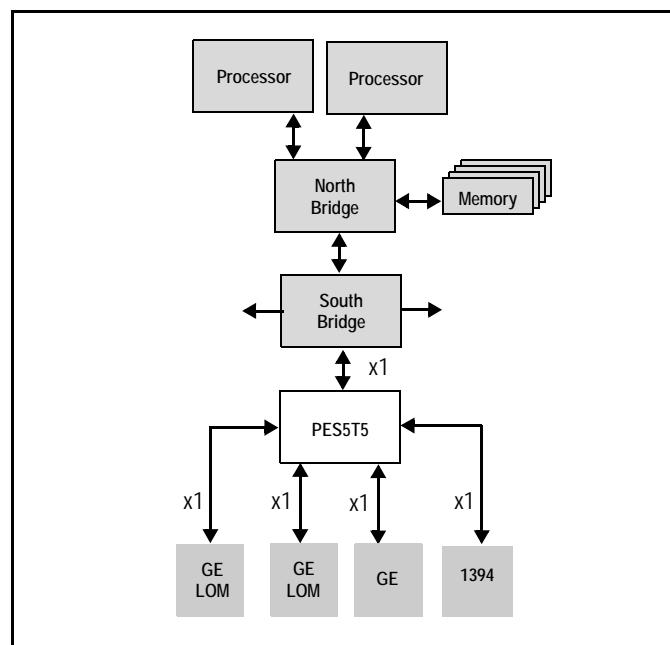 Processor
Processor
North
Bridge
Memory
South
Bridge
x1
PES5T5
x1
x1
x1
x1
GE
LOM
GE
LOM
GE
1394